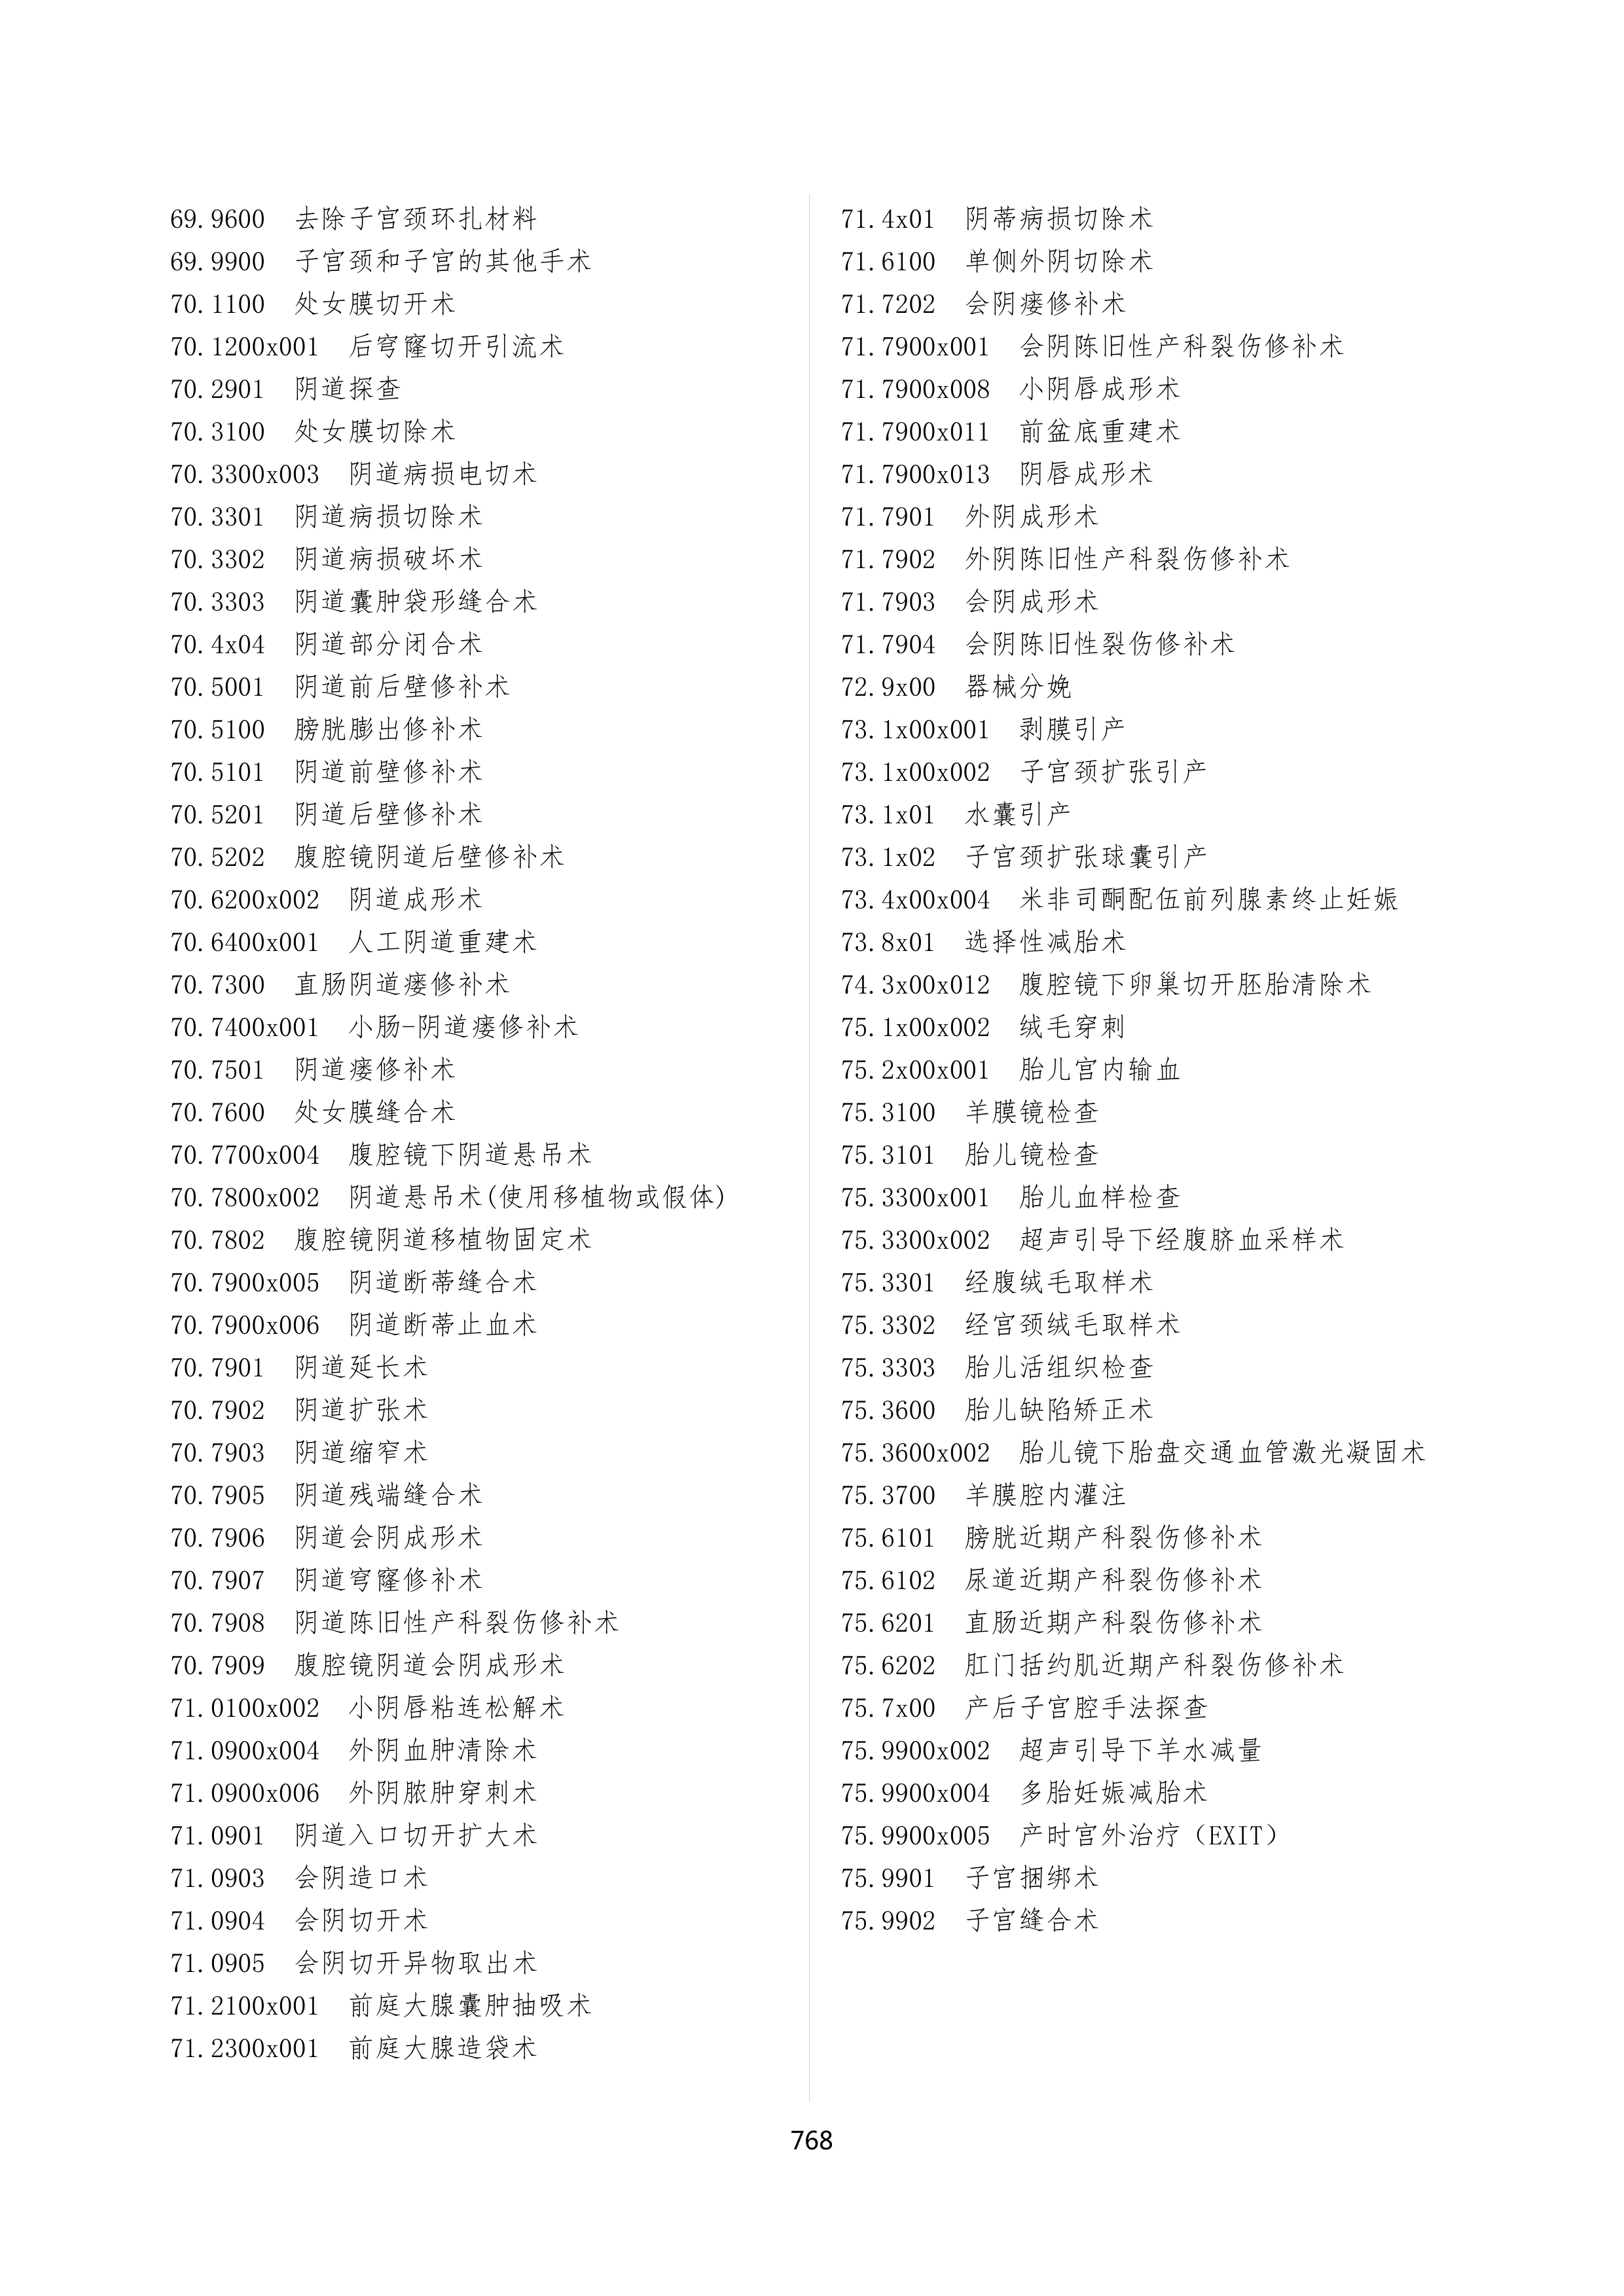 69.9600 去除子宫颈环扎材料
69.9900 子宫颈和子宫的其他手术
70.1100 处女膜切开术
70.1200x001 后穹窿切开引流术
70.2901 阴道探查
70.3100 处女膜切除术
70.3300x003 阴道病损电切术
70.3301 阴道病损切除术
70.3302 阴道病损破坏术
70.3303 阴道囊肿袋形缝合术
70.4x04 阴道部分闭合术
70.5001 阴道前后壁修补术
70.5100 膀胱膨出修补术
70.5101 阴道前壁修补术
70.5201 阴道后壁修补术
70.5202 腹腔镜阴道后壁修补术
70.6200x002 阴道成形术
70.6400x001 人工阴道重建术
70.7300 直肠阴道瘘修补术
70.7400x001 小肠-阴道瘘修补术
70.7501 阴道瘘修补术
70.7600 处女膜缝合术
70.7700x004 腹腔镜下阴道悬吊术
70.7800x002 阴道悬吊术(使用移植物或假体)
70.7802 腹腔镜阴道移植物固定术
70.7900x005 阴道断蒂缝合术
70.7900x006 阴道断蒂止血术
70.7901 阴道延长术
70.7902 阴道扩张术
70.7903 阴道缩窄术
70.7905 阴道残端缝合术
70.7906 阴道会阴成形术
70.7907 阴道穹窿修补术
70.7908 阴道陈旧性产科裂伤修补术
70.7909 腹腔镜阴道会阴成形术
71.0100x002 小阴唇粘连松解术
71.0900x004 外阴血肿清除术
71.0900x006 外阴脓肿穿刺术
71.0901 阴道入口切开扩大术
71.0903 会阴造口术
71.0904 会阴切开术
71.0905 会阴切开异物取出术
71.2100x001 前庭大腺囊肿抽吸术
71.2300x001 前庭大腺造袋术
71.4x01 阴蒂病损切除术
71.6100 单侧外阴切除术
71.7202 会阴瘘修补术
71.7900x001 会阴陈旧性产科裂伤修补术
71.7900x008 小阴唇成形术
71.7900x011 前盆底重建术
71.7900x013 阴唇成形术
71.7901 外阴成形术
71.7902 外阴陈旧性产科裂伤修补术
71.7903 会阴成形术
71.7904 会阴陈旧性裂伤修补术
72.9x00 器械分娩
73.1x00x001 剥膜引产
73.1x00x002 子宫颈扩张引产
73.1x01 水囊引产
73.1x02 子宫颈扩张球囊引产
73.4x00x004 米非司酮配伍前列腺素终止妊娠
73.8x01 选择性减胎术
74.3x00x012 腹腔镜下卵巢切开胚胎清除术
75.1x00x002 绒毛穿刺
75.2x00x001 胎儿宫内输血
75.3100 羊膜镜检查
75.3101 胎儿镜检查
75.3300x001 胎儿血样检查
75.3300x002 超声引导下经腹脐血采样术
75.3301 经腹绒毛取样术
75.3302 经宫颈绒毛取样术
75.3303 胎儿活组织检查
75.3600 胎儿缺陷矫正术
75.3600x002 胎儿镜下胎盘交通血管激光凝固术
75.3700 羊膜腔内灌注
75.6101 膀胱近期产科裂伤修补术
75.6102 尿道近期产科裂伤修补术
75.6201 直肠近期产科裂伤修补术
75.6202 肛门括约肌近期产科裂伤修补术
75.7x00 产后子宫腔手法探查
75.9900x002 超声引导下羊水减量
75.9900x004 多胎妊娠减胎术
75.9900x005 产时宫外治疗（EXIT）
75.9901 子宫捆绑术
75.9902 子宫缝合术
768